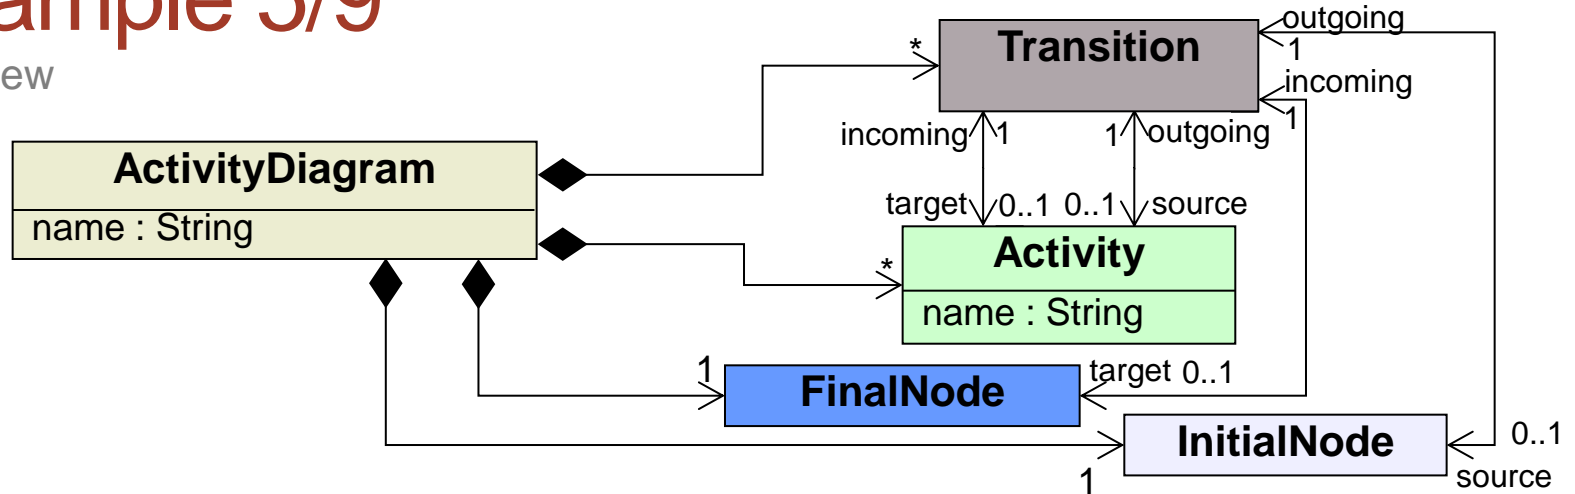 ample 5/9
ew
ActivityDiagram
name : String
*
Transition
outgoing
1
incoming
1
incoming 1
1 outgoing
target 0..1
0..1 source
*
Activity
name : String
1
FinalNode
target 0..1
1
InitialNode
0..1
source